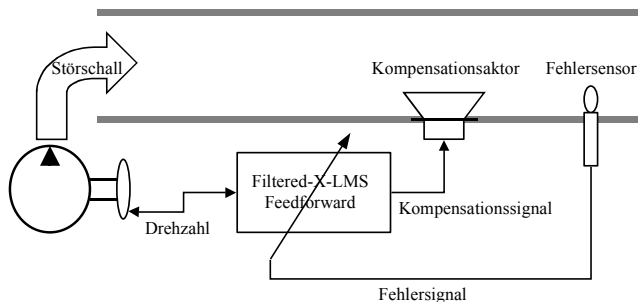 Störschall
Kompensationsaktor
Fehlersensor
Filtered-X-LMS
Feedforward
Drehzahl
Kompensationssignal
Fehlersignal